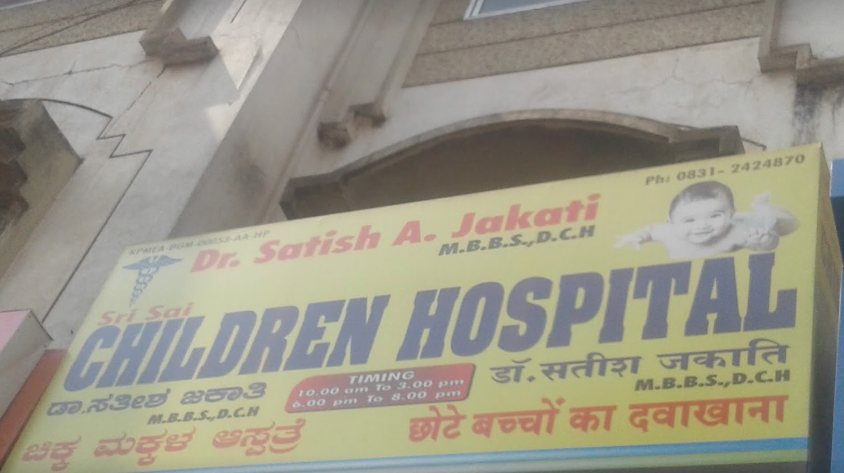 Ph: 0831- 2424870
KPMEA-BGM-00053-AA-HP
Dr. Satish A. Jakati
M.B.B.S.,D.C.H
Sri Sai
CHILDREN HOSPITAL
ಡಾ.ಸತೀಶ ಜಕಾತಿ
M.B.B.S.,D.C.H
TIMING
10.00 am To 3.00 pm
6.00 pm To 8.00 pm
डॉ.सतीश जकाति
M.B.B.S.,D.C.H
ಚಿಕ್ಕ ಮಕ್ಕಳ ಆಸ್ಪತ್ರೆ
छोटे बच्चों का दवाखाना